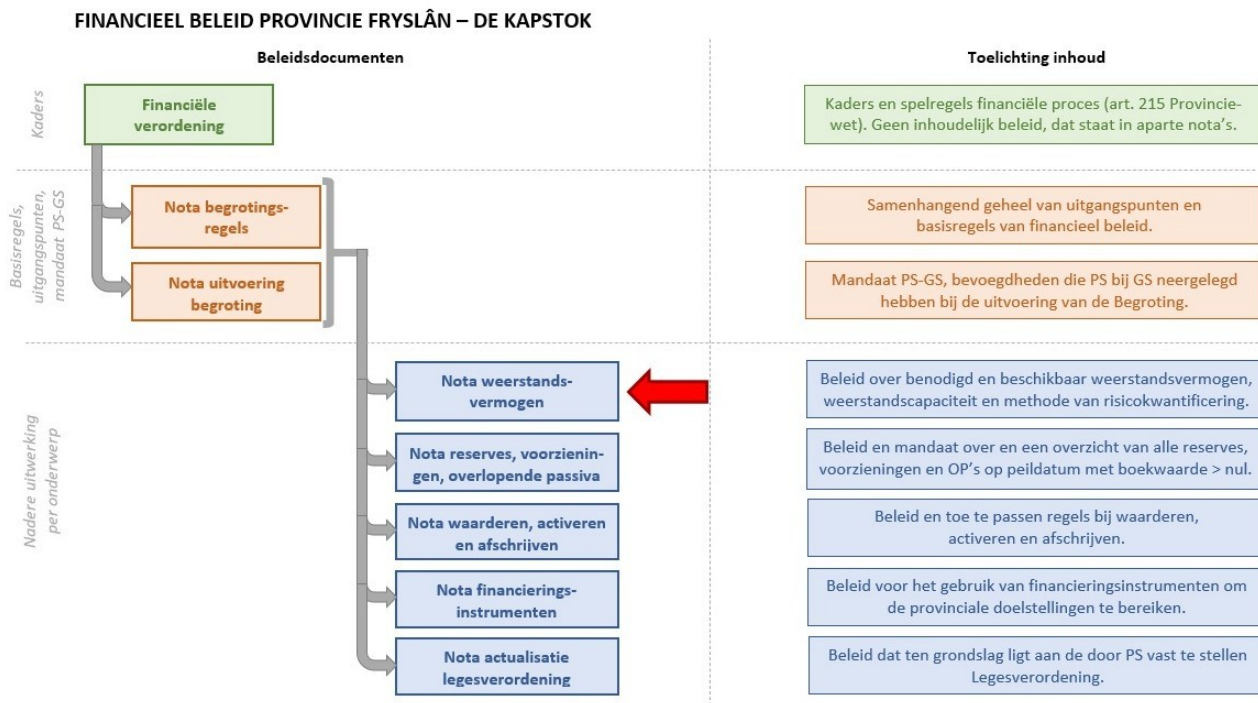 FINANCIEEL BELEID PROVINCIE FRYSLÂN – DE KAPSTOK
Beleidsdocumenten
Toelichting inhoud
Kaders
Financiële
verordening
Kaders en spelregels financiële proces (art. 215 Provincie-
wet). Geen inhoudelijk beleid, dat staat in aparte nota's.
Basisregels,
uitgangspunten,
mandaat PS-GS
Nota begrotings-
regels
Samenhangend geheel van uitgangspunten en
basisregels van financieel beleid.
Nota uitvoering
begroting
Mandaat PS-GS, bevoegdheden die PS bij GS neergelegd
hebben bij de uitvoering van de Begroting.
Nadere uitwerking
per onderwerp
Nota weerstands-
vermogen
Beleid over benodigd en beschikbaar weerstandsvermogen,
weerstandscapaciteit en methode van risicokwantificering.
Nota reserves, voorzienin-
gen, overlopende passiva
Beleid en mandaat over en een overzicht van alle reserves,
voorzieningen en OP's op peildatum met boekwaarde > nul.
Nota waarderen, activeren
en afschrijven
Beleid en toe te passen regels bij waarderen,
activeren en afschrijven.
Nota financierings-
instrumenten
Beleid voor het gebruik van financieringsinstrumenten om
de provinciale doelstellingen te bereiken.
Nota actualisatie
legesverordening
Beleid dat ten grondslag ligt aan de door PS vast te stellen
Legesverordening.